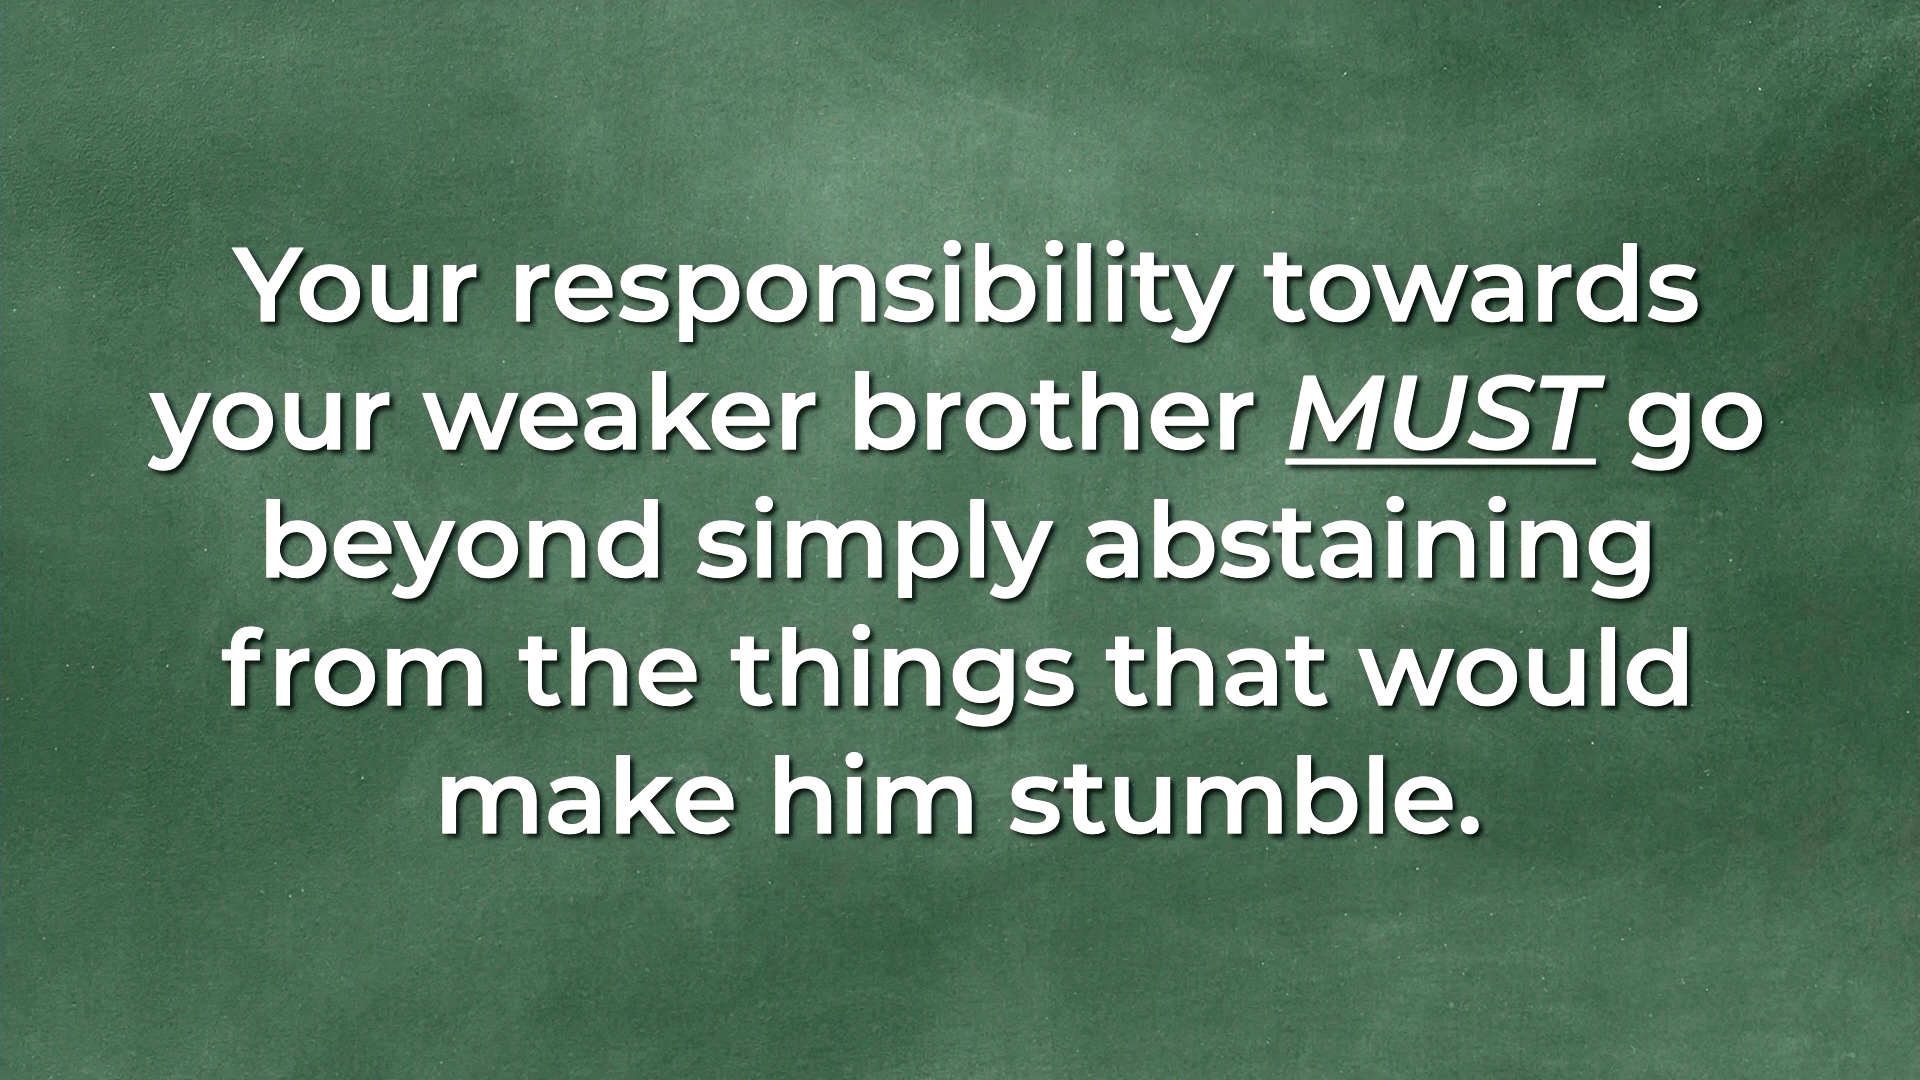 Your responsibility towards
your weaker brother MUST go
beyond simply abstaining
from the things that would
make him stumble.